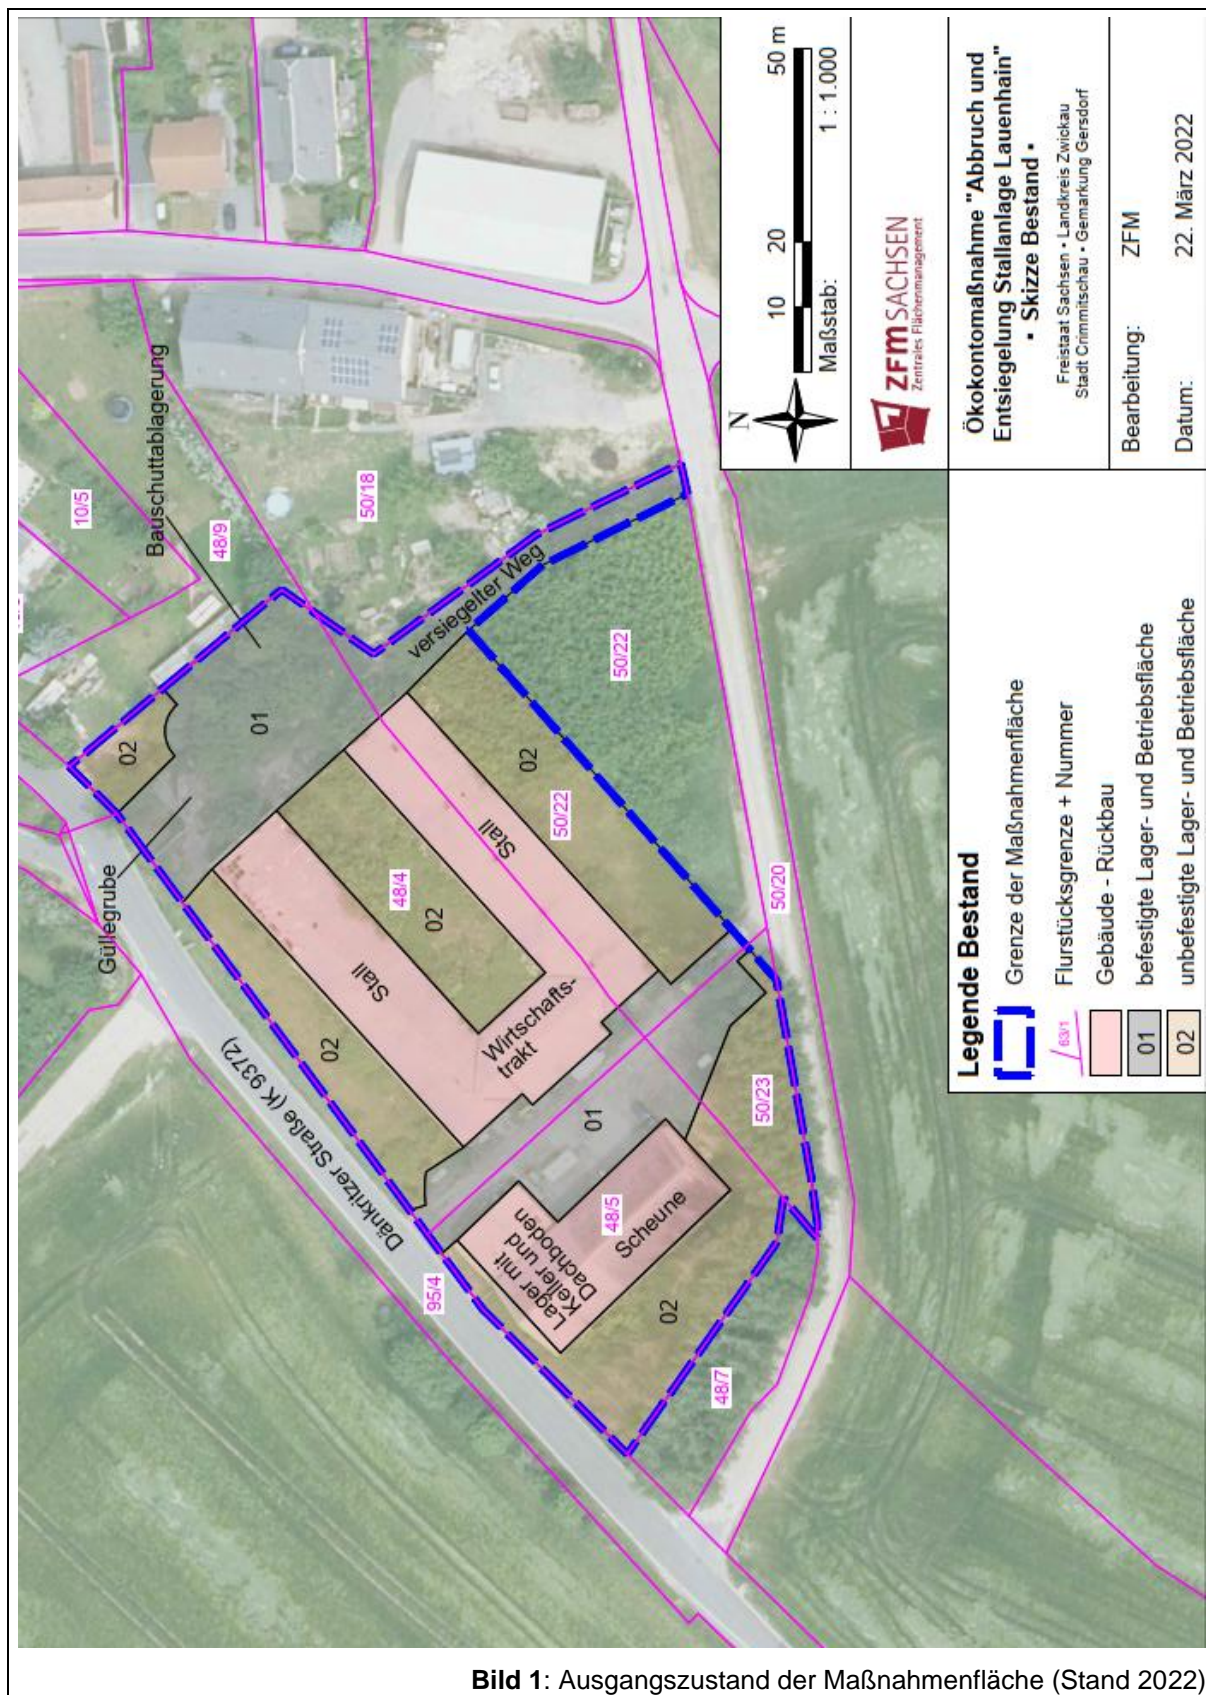 10/5
Bauschuttablagerung
48/9
50/18
Güllegrube
02
01
versiegelter Weg
Stall
48/4
02
Stall
02
50/22
50/22
Wirtschafts-
trakt
02
Dänkritzer Straße (K 9372)
95/4
01
50/20
50/23
Lager mit
Keller und
Dachboden
48/5
Scheune
02
48/7
N
10 20 50 m
Maßstab: 1 : 1.000
ZFM SACHSEN
Zentrales Flächenmanagement
Ökokontomaßnahme "Abbruch und
Entsiegelung Stallanlage Lauenhain"
• Skizze Bestand •
Freistaat Sachsen • Landkreis Zwickau
Stadt Crimmitschau • Gemarkung Gersdorf
Bearbeitung: ZFM
Datum: 22. März 2022
Legende Bestand
Grenze der Maßnahmenfläche
63/1 Flurstücksgrenze + Nummer
Gebäude - Rückbau
01 befestigte Lager- und Betriebsfläche
02 unbefestigte Lager- und Betriebsfläche
Bild 1: Ausgangszustand der Maßnahmenfläche (Stand 2022)